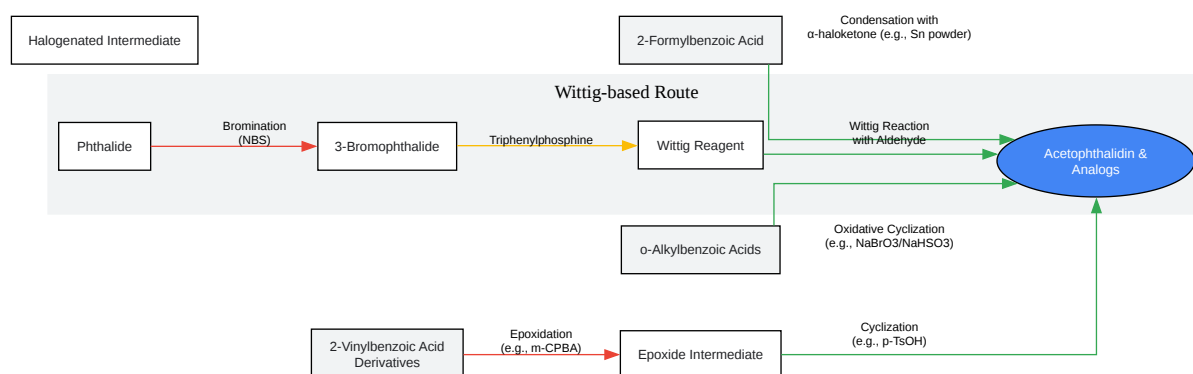 Halogenated Intermediate
2-Formylbenzoic Acid
Condensation with
α-haloketone (e.g., Sn powder)
Wittig-based Route
Phthalide
Bromination
(NBS)
3-Bromophthalide
Triphenylphosphine
Wittig Reagent
Wittig Reaction
with Aldehyde
Acetophthalidin &
Analogs
o-Alkylbenzoic Acids
Oxidative Cyclization
(e.g., NaBrO3/NaHSO3)
2-Vinylbenzoic Acid
Derivatives
Epoxidation
(e.g., m-CPBA)
Epoxide Intermediate
Cyclization
(e.g., p-TsOH)